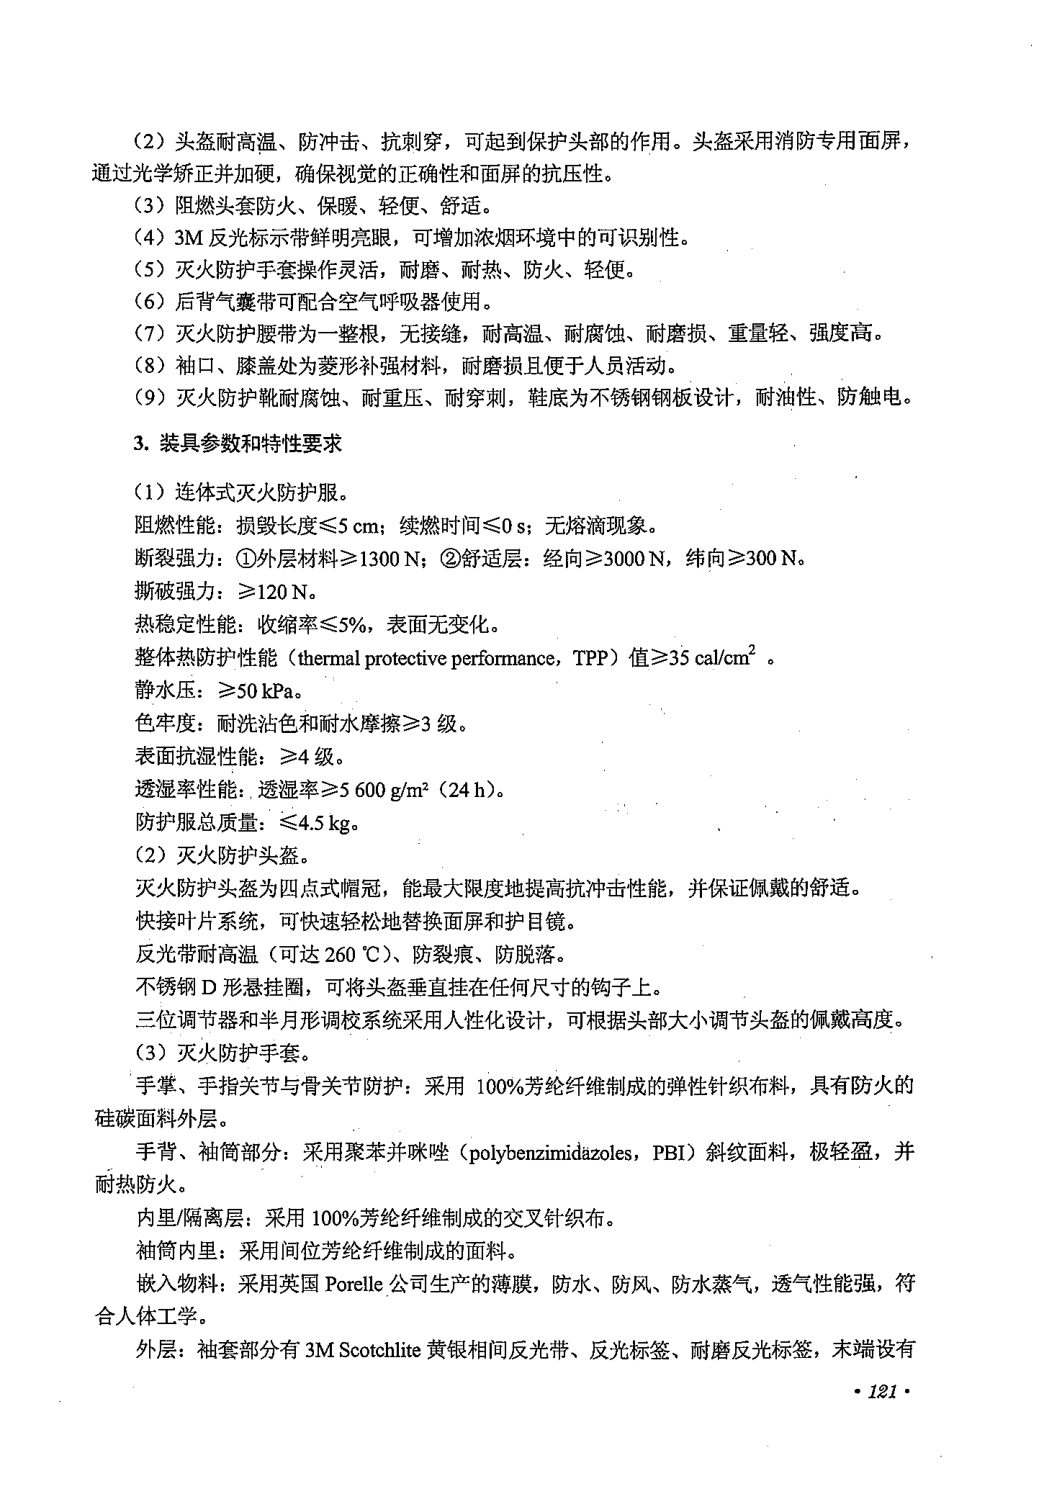 （2）头盔耐高温、防冲击、抗刺穿，可起到保护头部的作用。头盔采用消防专用面屏，
通过光学矫正并加硬，确保视觉的正确性和面屏的抗压性。
（3）阻燃头套防火、保暖、轻便、舒适。
（4）3M 反光标示带鲜明亮眼，可增加浓烟环境中的可识别性。
（5）灭火防护手套操作灵活，耐磨、耐热、防火、轻便。
（6）后背气囊带可配合空气呼吸器使用。
（7）灭火防护腰带为一整根，无接缝，耐高温、耐腐蚀、耐磨损、重量轻、强度高。
（8）袖口、膝盖处为菱形补强材料，耐磨损且便于人员活动。
（9）灭火防护靴耐腐蚀、耐重压、耐穿刺，鞋底为不锈钢钢板设计，耐油性、防触电。
3. 装具参数和特性要求
（1）连体式灭火防护服。
阻燃性能：损毁长度≤5 cm；续燃时间≤0 s；无熔滴现象。
断裂强力：①外层材料≥1300 N；②舒适层：经向≥3000 N，纬向≥300 N。
撕破强力：≥120 N。
热稳定性能：收缩率≤5%，表面无变化。
整体热防护性能（thermal protective performance，TPP）值≥35 cal/cm²。
静水压：≥50 kPa。
色牢度：耐洗沾色和耐水摩擦≥3 级。
表面抗湿性能：≥4 级。
透湿率性能：透湿率≥5 600 g/m²（24 h）。
防护服总质量：≤4.5 kg。
（2）灭火防护头盔。
灭火防护头盔为四点式帽冠，能最大限度地提高抗冲击性能，并保证佩戴的舒适。
快接叶片系统，可快速轻松地替换面屏和护目镜。
反光带耐高温（可达 260 ℃）、防裂痕、防脱落。
不锈钢 D 形悬挂圈，可将头盔垂直挂在任何尺寸的钩子上。
三位调节器和半月形调校系统采用人性化设计，可根据头部大小调节头盔的佩戴高度。
（3）灭火防护手套。
手掌、手指关节与骨关节防护：采用 100%芳纶纤维制成的弹性针织布料，具有防火的
硅碳面料外层。
手背、袖筒部分：采用聚苯并咪唑（polybenzimidazoles，PBI）斜纹面料，极轻盈，并
耐热防火。
内里/隔离层：采用 100%芳纶纤维制成的交叉针织布。
袖筒内里：采用间位芳纶纤维制成的面料。
嵌入物料：采用英国 Porelle 公司生产的薄膜，防水、防风、防水蒸气，透气性能强，符
合人体工学。
外层：袖套部分有 3M Scotchlite 黄银相间反光带、反光标签、耐磨反光标签，末端设有
·121·